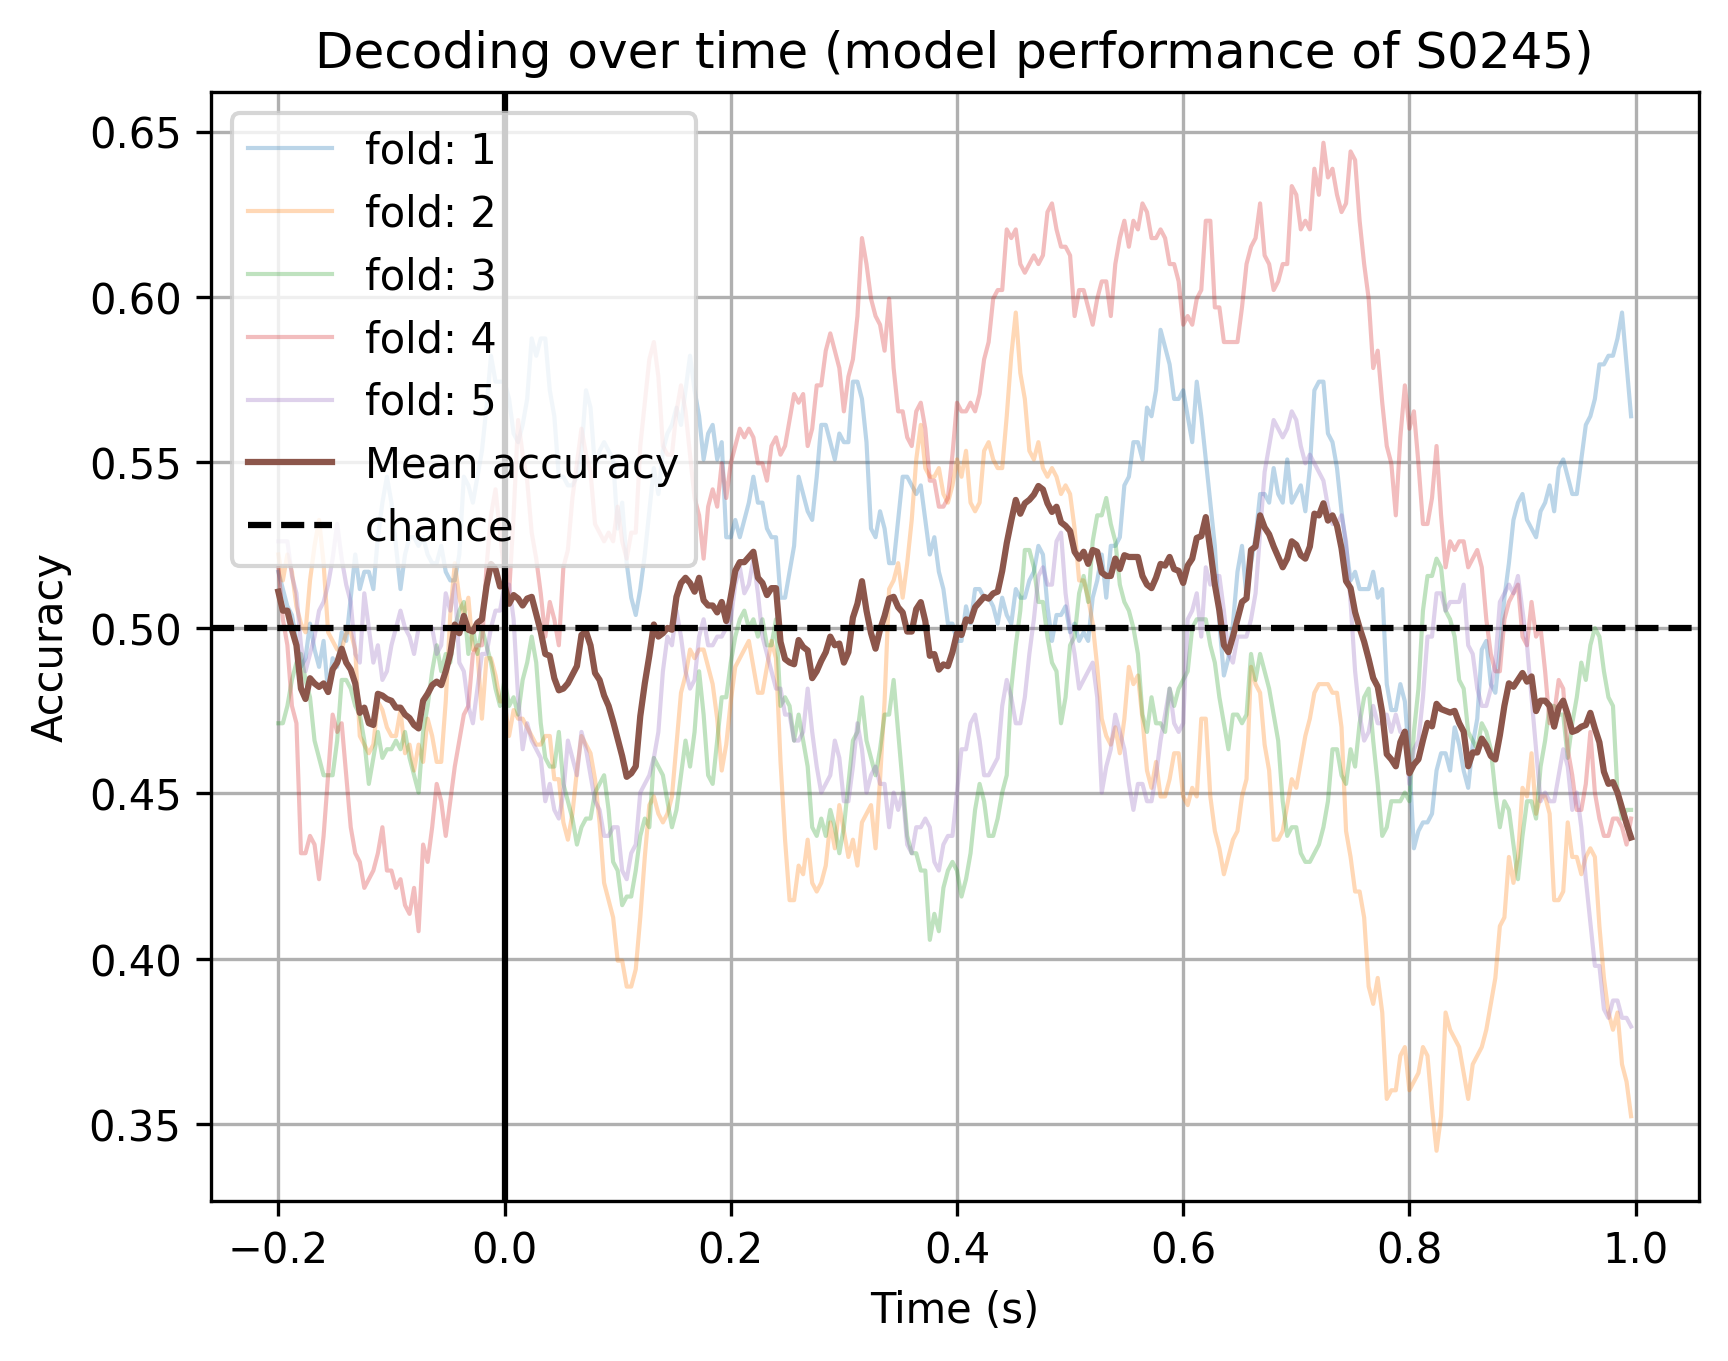 Decoding over time (model performance of S0245)
fold: 1
fold: 2
fold: 3
fold: 4
fold: 5
Mean accuracy
chance
Accuracy
0.65
0.60
0.55
0.50
0.45
0.40
0.35
−0.2 0.0 0.2 0.4 0.6 0.8 1.0
Time (s)